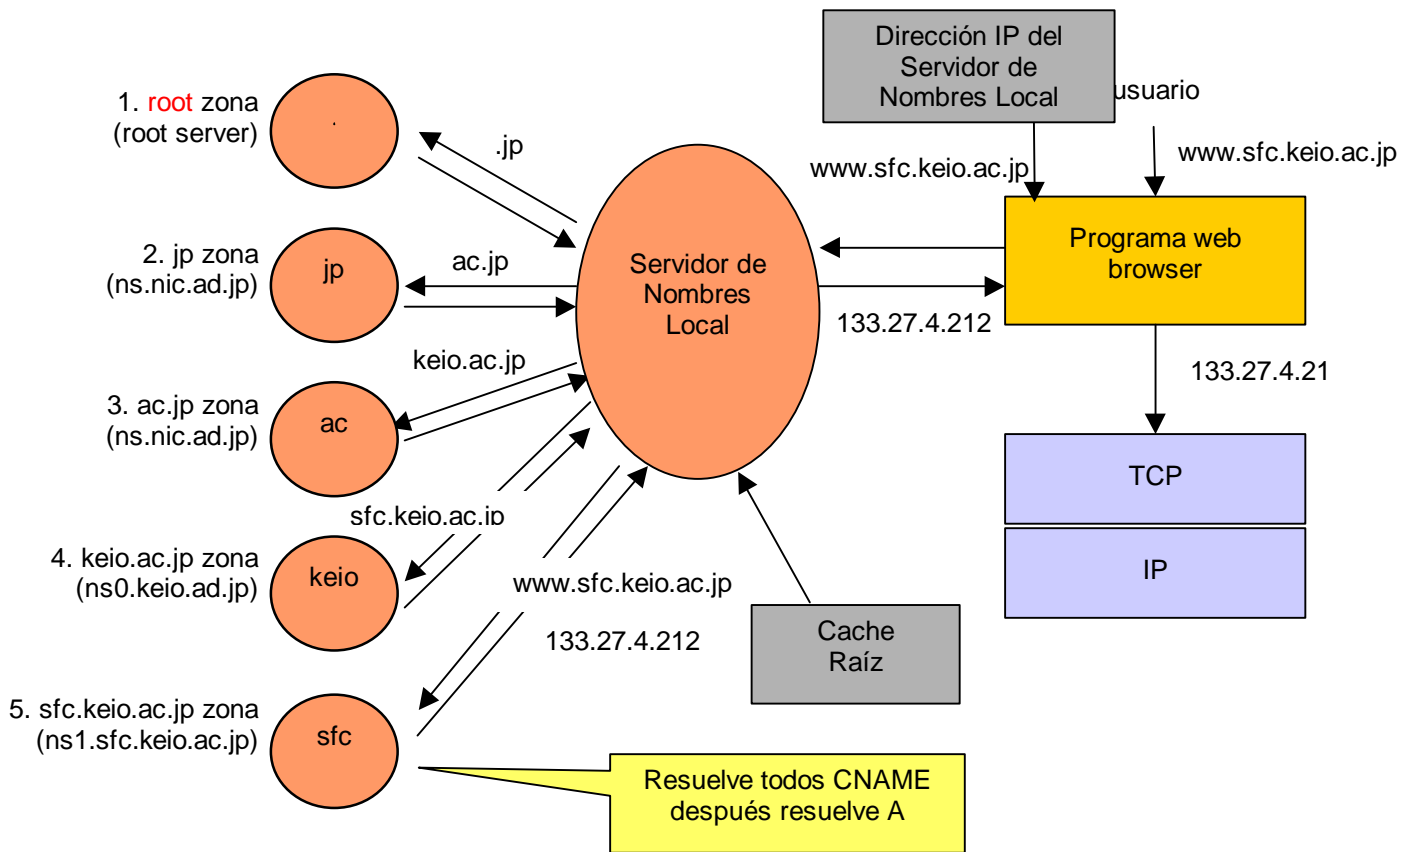 Dirección IP del
Servidor de
Nombres Local
usuario
1. root zona
(root server)
.
.jp
www.sfc.keio.ac.jp
www.sfc.keio.ac.jp
2. jp zona
(ns.nic.ad.jp)
jp
ac.jp
Servidor de
Nombres
Local
Programa web
browser
133.27.4.212
keio.ac.jp
133.27.4.21
3. ac.jp zona
(ns.nic.ad.jp)
ac
TCP
sfc.keio.ac.jp
4. keio.ac.jp zona
(ns0.keio.ad.jp)
keio
www.sfc.keio.ac.jp
IP
133.27.4.212
Cache
Raíz
5. sfc.keio.ac.jp zona
(ns1.sfc.keio.ac.jp)
sfc
Resuelve todos CNAME
después resuelve A